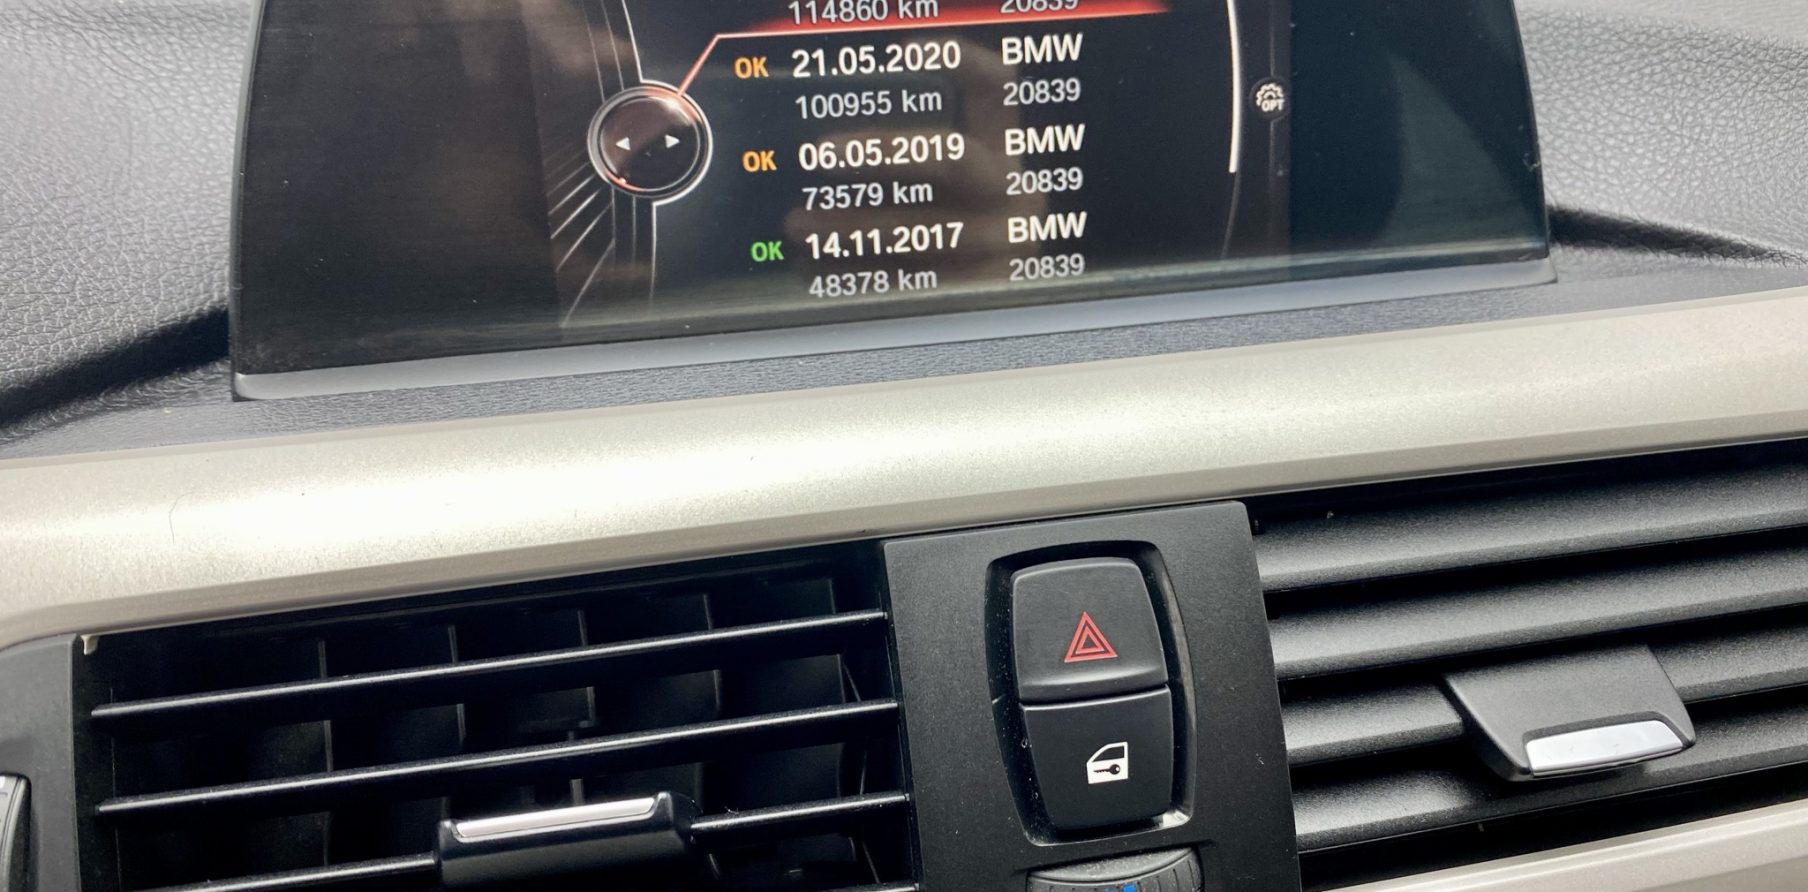 114860 km 20839
OK 21.05.2020 BMW
100955 km 20839
OPT
OK 06.05.2019 BMW
73579 km 20839
OK 14.11.2017 BMW
48378 km 20839